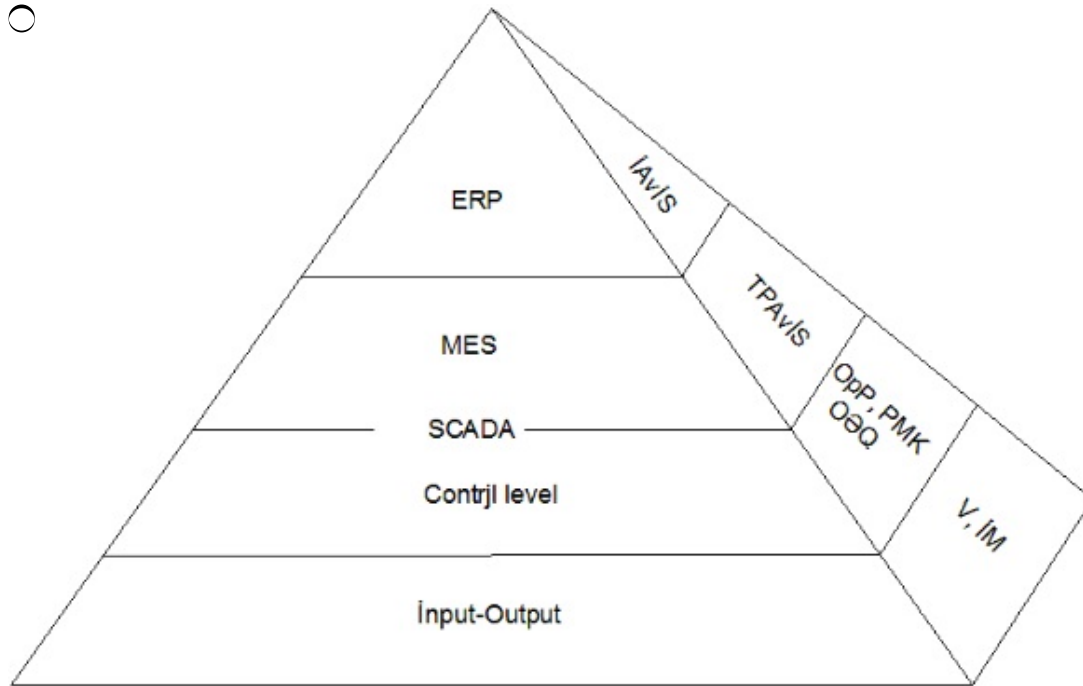 ERP
MES
SCADA
Contrjl level
İnput-Output
İAvİS
TPAvİS
OpP, PMK
OƏQ
V, İM